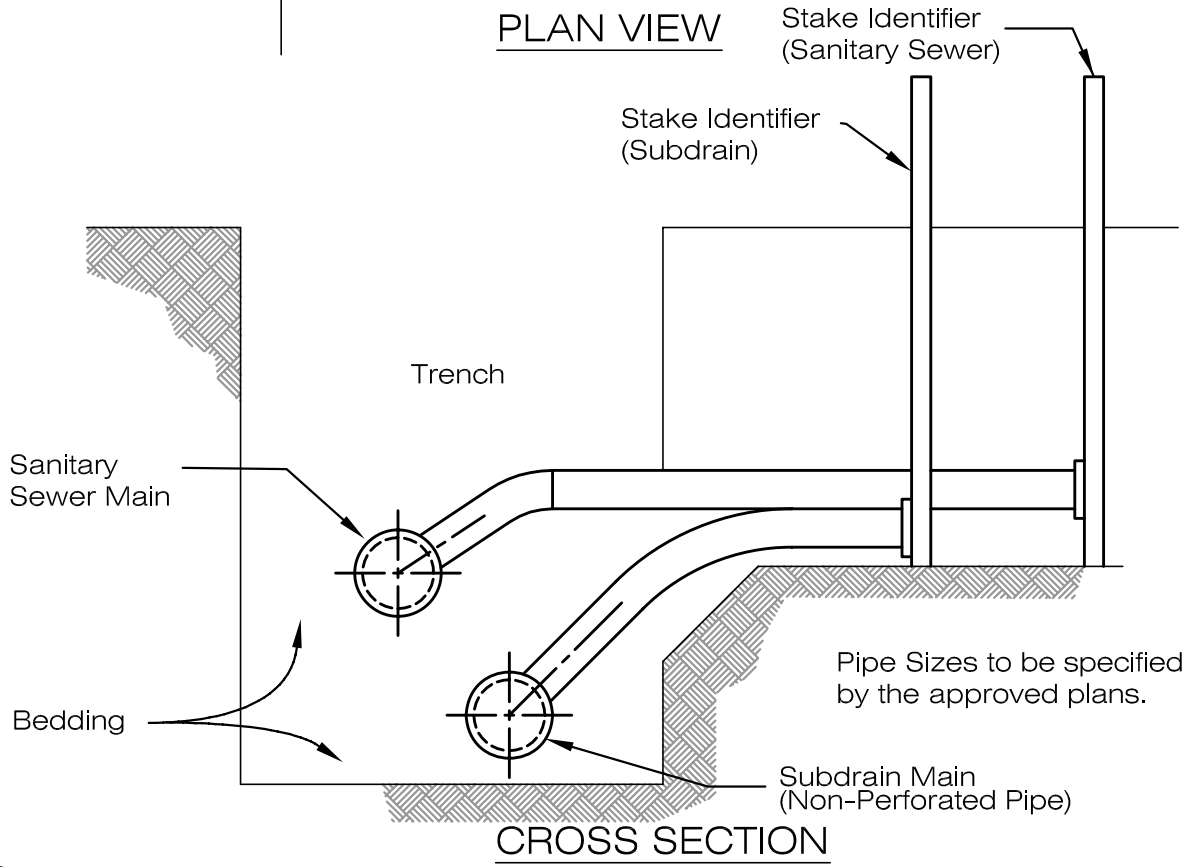 PLAN VIEW
Stake Identifier
(Sanitary Sewer)
Stake Identifier
(Subdrain)
Trench
Sanitary
Sewer Main
Pipe Sizes to be specified
by the approved plans.
Bedding
Subdrain Main
(Non-Perforated Pipe)
CROSS SECTION